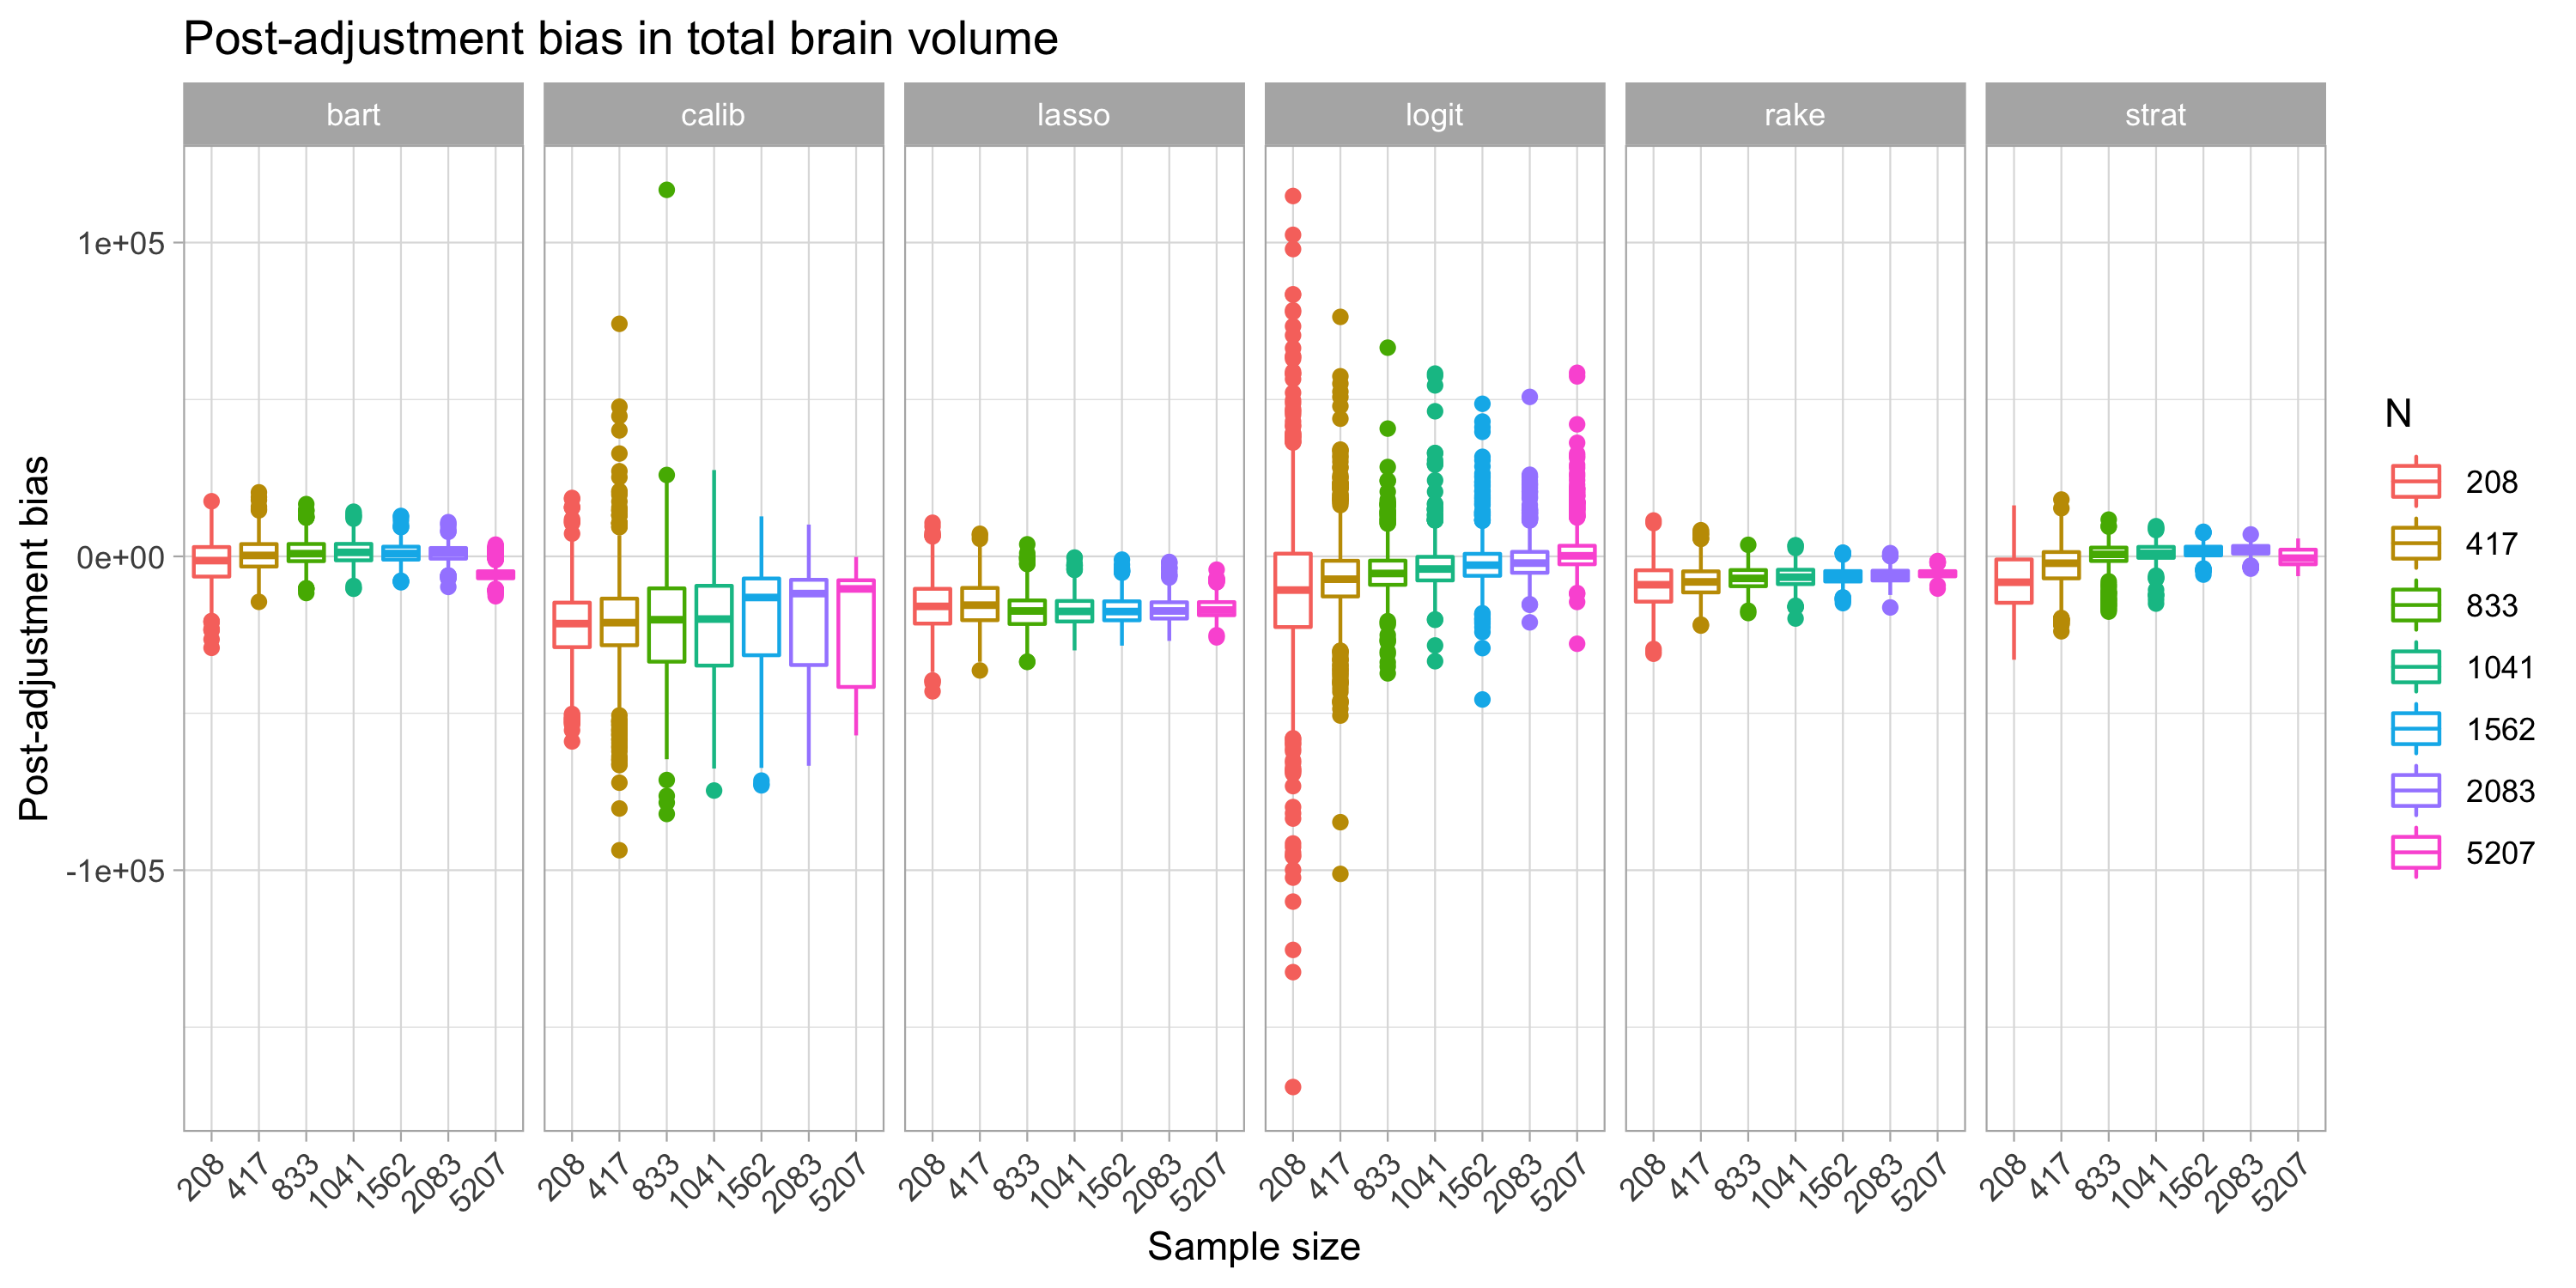 Post-adjustment bias in total brain volume
bart calib lasso logit rake strat
Post-adjustment bias
1e+05
0e+00
-1e+05
208 417 833 1041 1562 2083 5207 208 417 833 1041 1562 2083 5207 208 417 833 1041 1562 2083 5207 208 417 833 1041 1562 2083 5207 208 417 833 1041 1562 2083 5207 208 417 833 1041 1562 2083 5207
Sample size
N
208
417
833
1041
1562
2083
5207